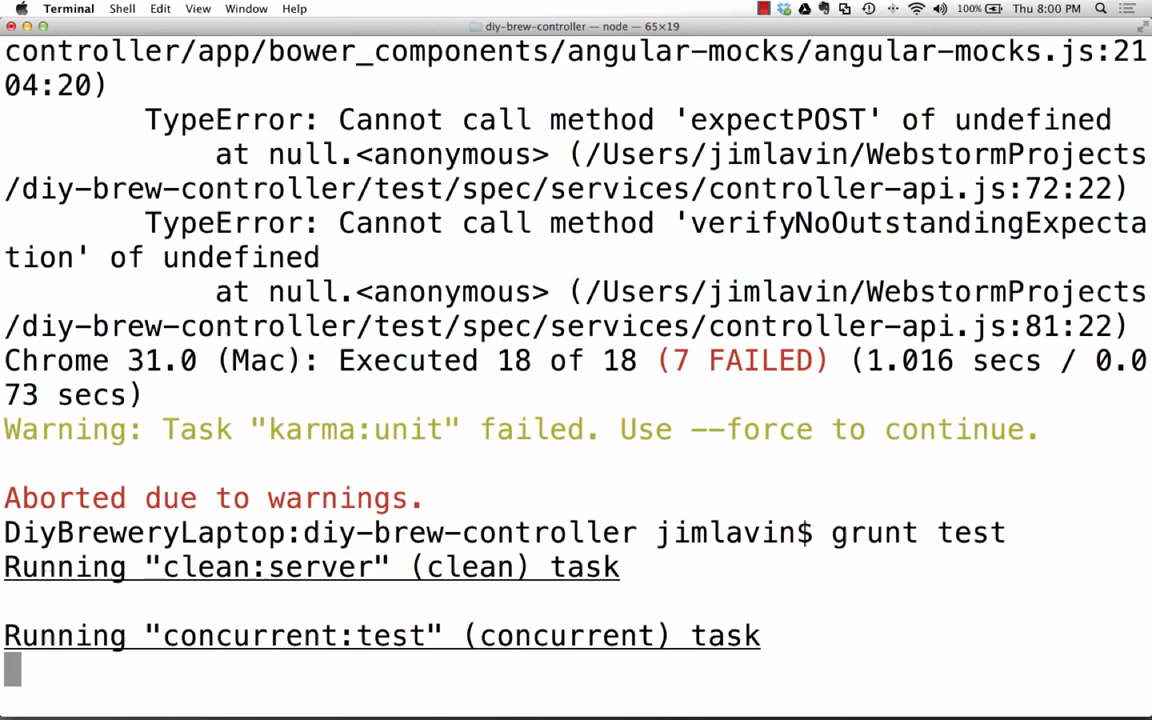 Terminal Shell Edit View Window Help 100% Thu 8:00 PM
diy-brew-controller — node — 65×19
controller/app/bower_components/angular-mocks/angular-mocks.js:21
04:20)
TypeError: Cannot call method 'expectPOST' of undefined
at null.<anonymous> (/Users/jimlavin/WebstormProjects
/diy-brew-controller/test/spec/services/controller-api.js:72:22)
TypeError: Cannot call method 'verifyNoOutstandingExpecta
tion' of undefined
at null.<anonymous> (/Users/jimlavin/WebstormProjects
/diy-brew-controller/test/spec/services/controller-api.js:81:22)
Chrome 31.0 (Mac): Executed 18 of 18 (7 FAILED) (1.016 secs / 0.0
73 secs)
Warning: Task "karma:unit" failed. Use --force to continue.
Aborted due to warnings.
DiyBreweryLaptop:diy-brew-controller jimlavin$ grunt test
Running "clean:server" (clean) task
Running "concurrent:test" (concurrent) task